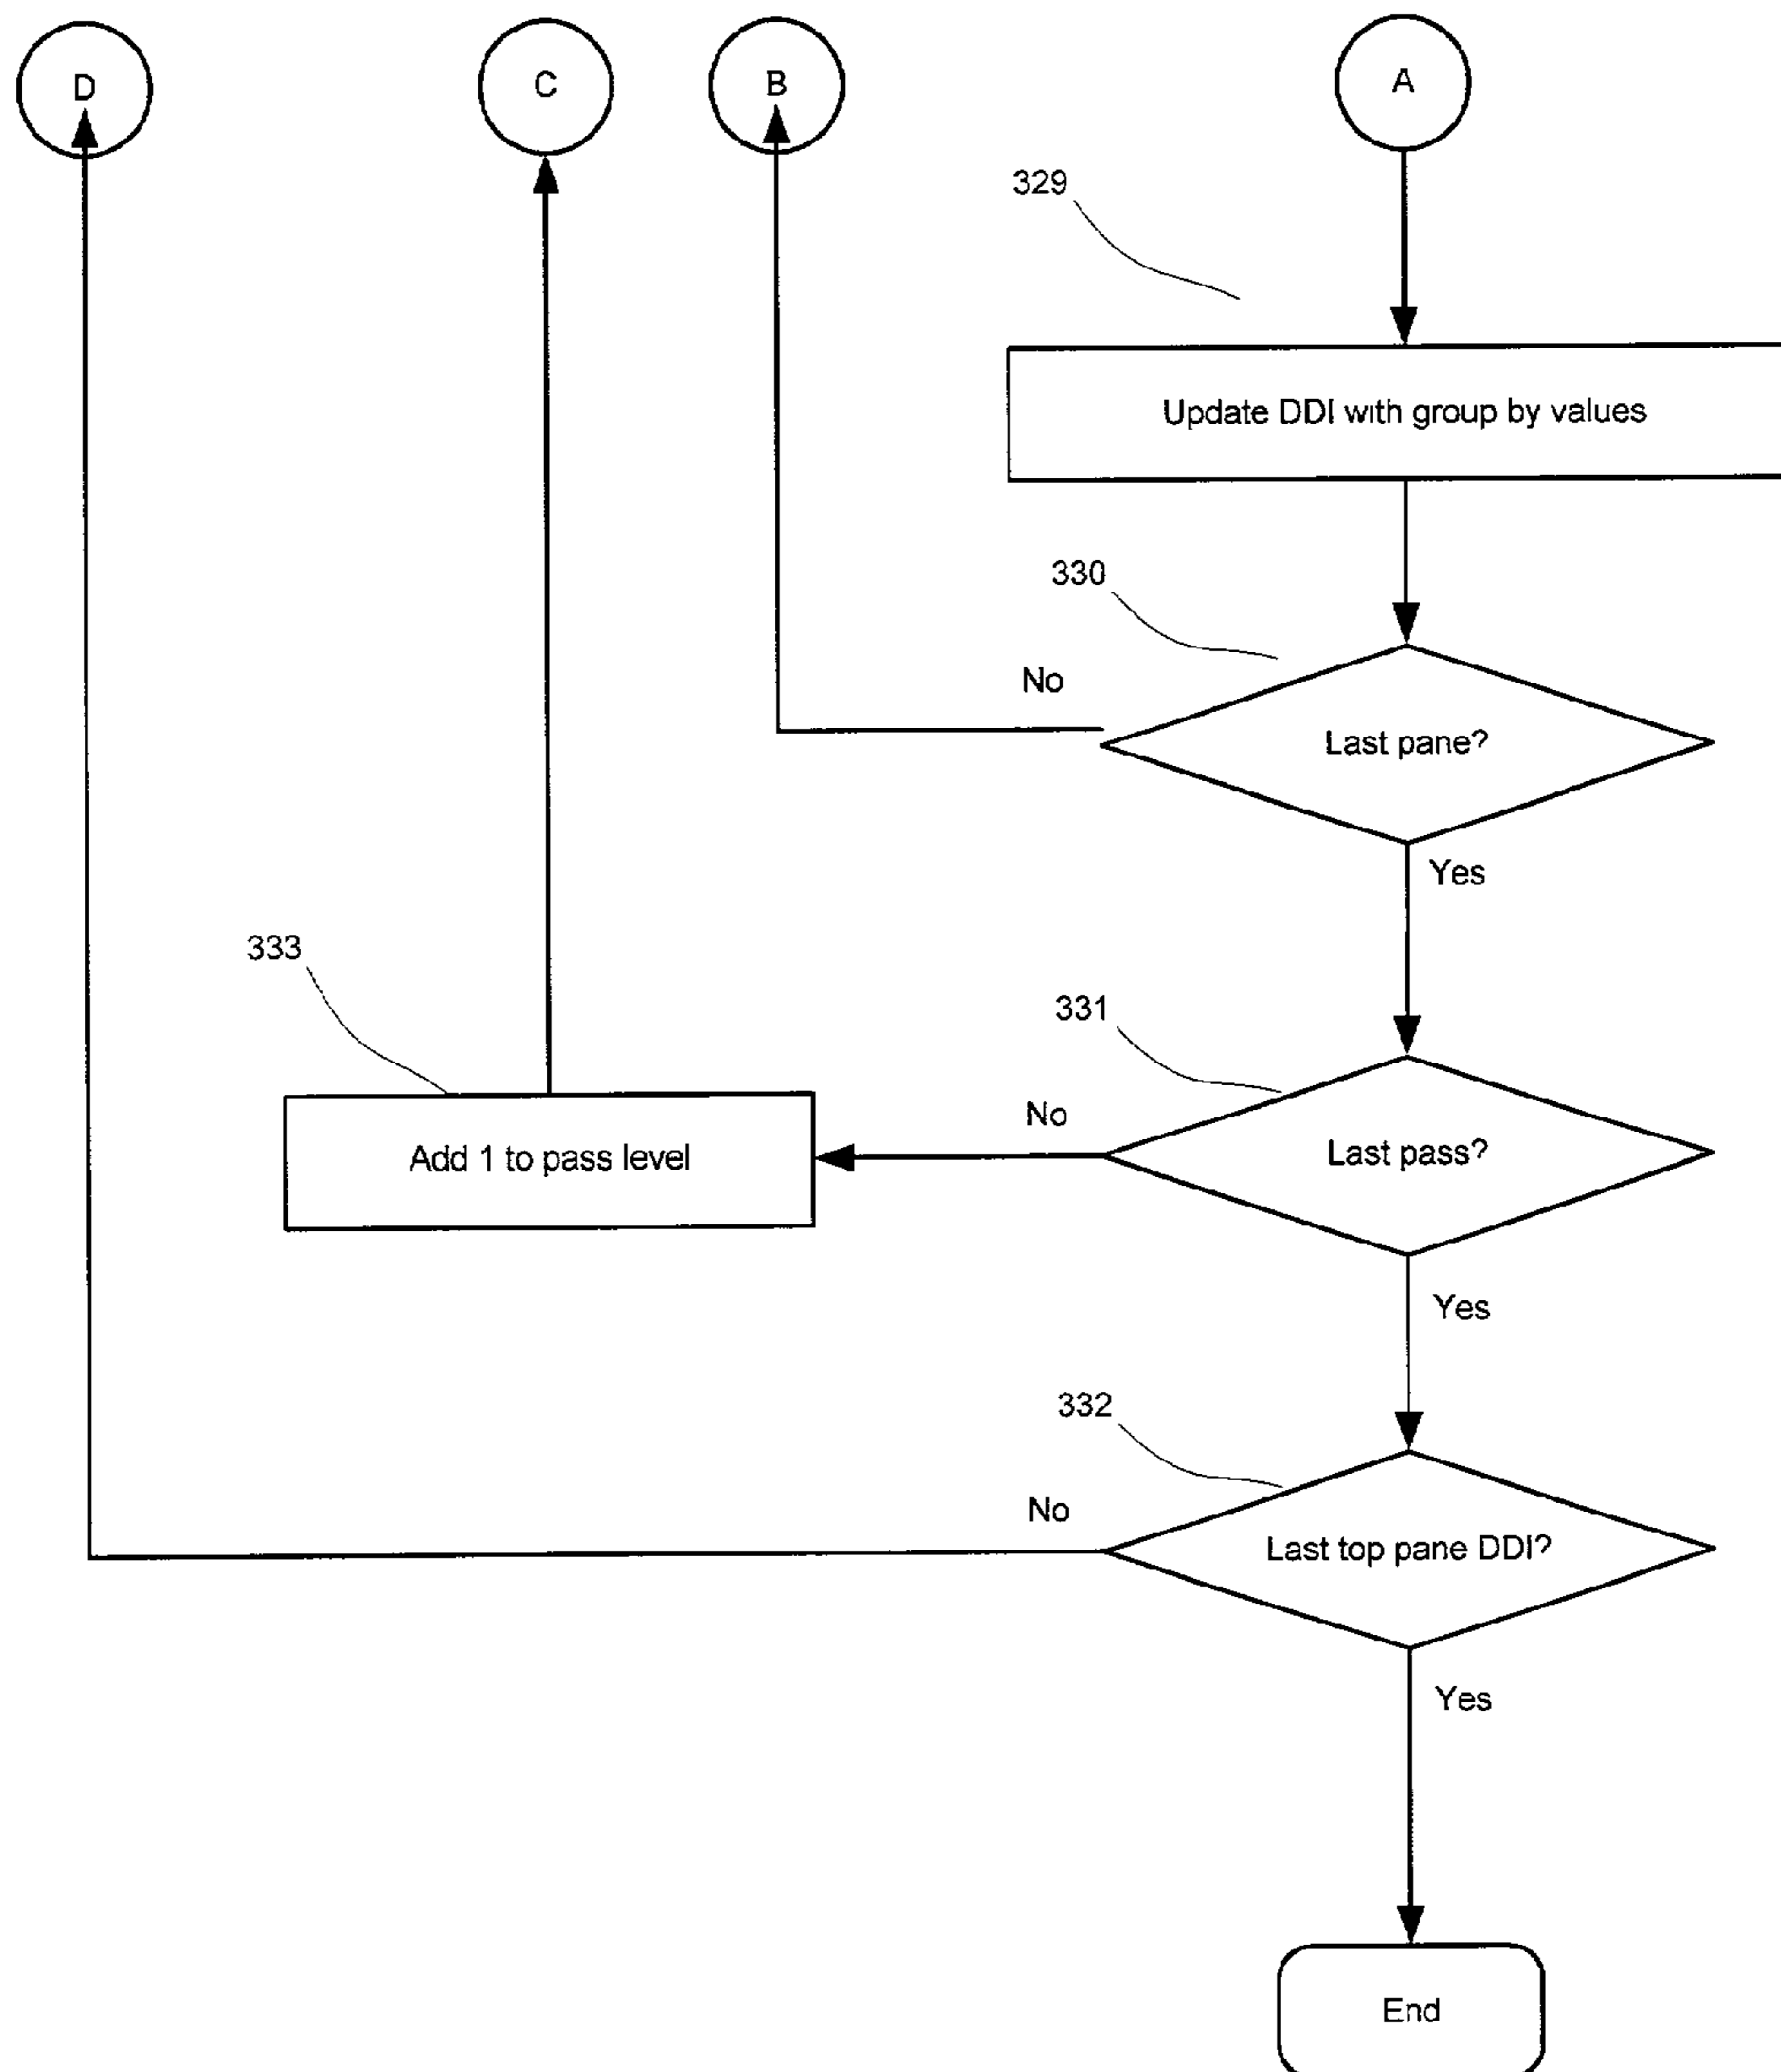 D
C
B
A
329
Update DDI with group by values
330
No
Last pane?
Yes
333
331
No
Add 1 to pass level
Last pass?
Yes
332
No
Last top pane DDI?
Yes
End